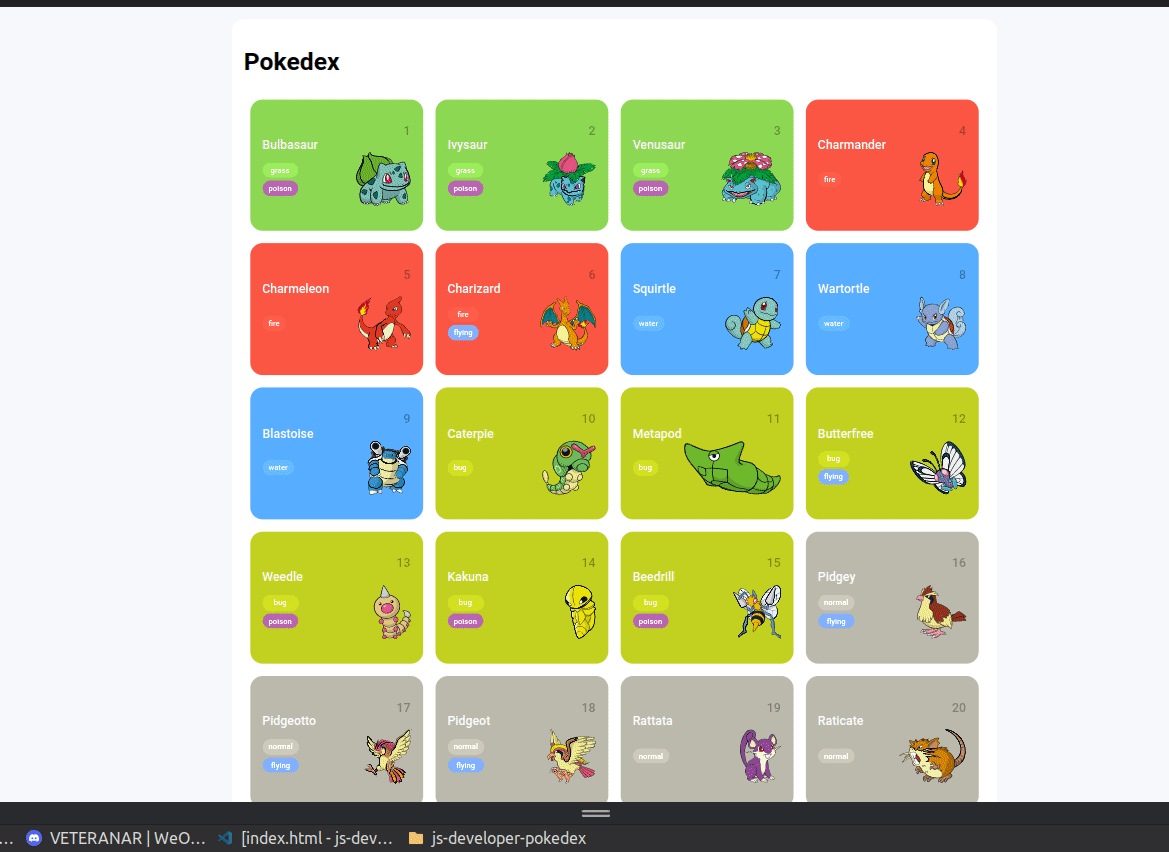 Pokedex
1 2 3 4
Bulbasaur Ivysaur Venusaur Charmander
grass grass grass fire
poison poison poison
5 6 7 8
Charmeleon Charizard Squirtle Wartortle
fire fire water water
flying
9 10 11 12
Blastoise Caterpie Metapod Butterfree
water bug bug bug
flying
13 14 15 16
Weedle Kakuna Beedrill Pidgey
bug bug bug normal
poison poison poison flying
17 18 19 20
Pidgeotto Pidgeot Rattata Raticate
normal normal normal normal
flying flying
... VETERANAR | WeO... [index.html - js-dev... js-developer-pokedex